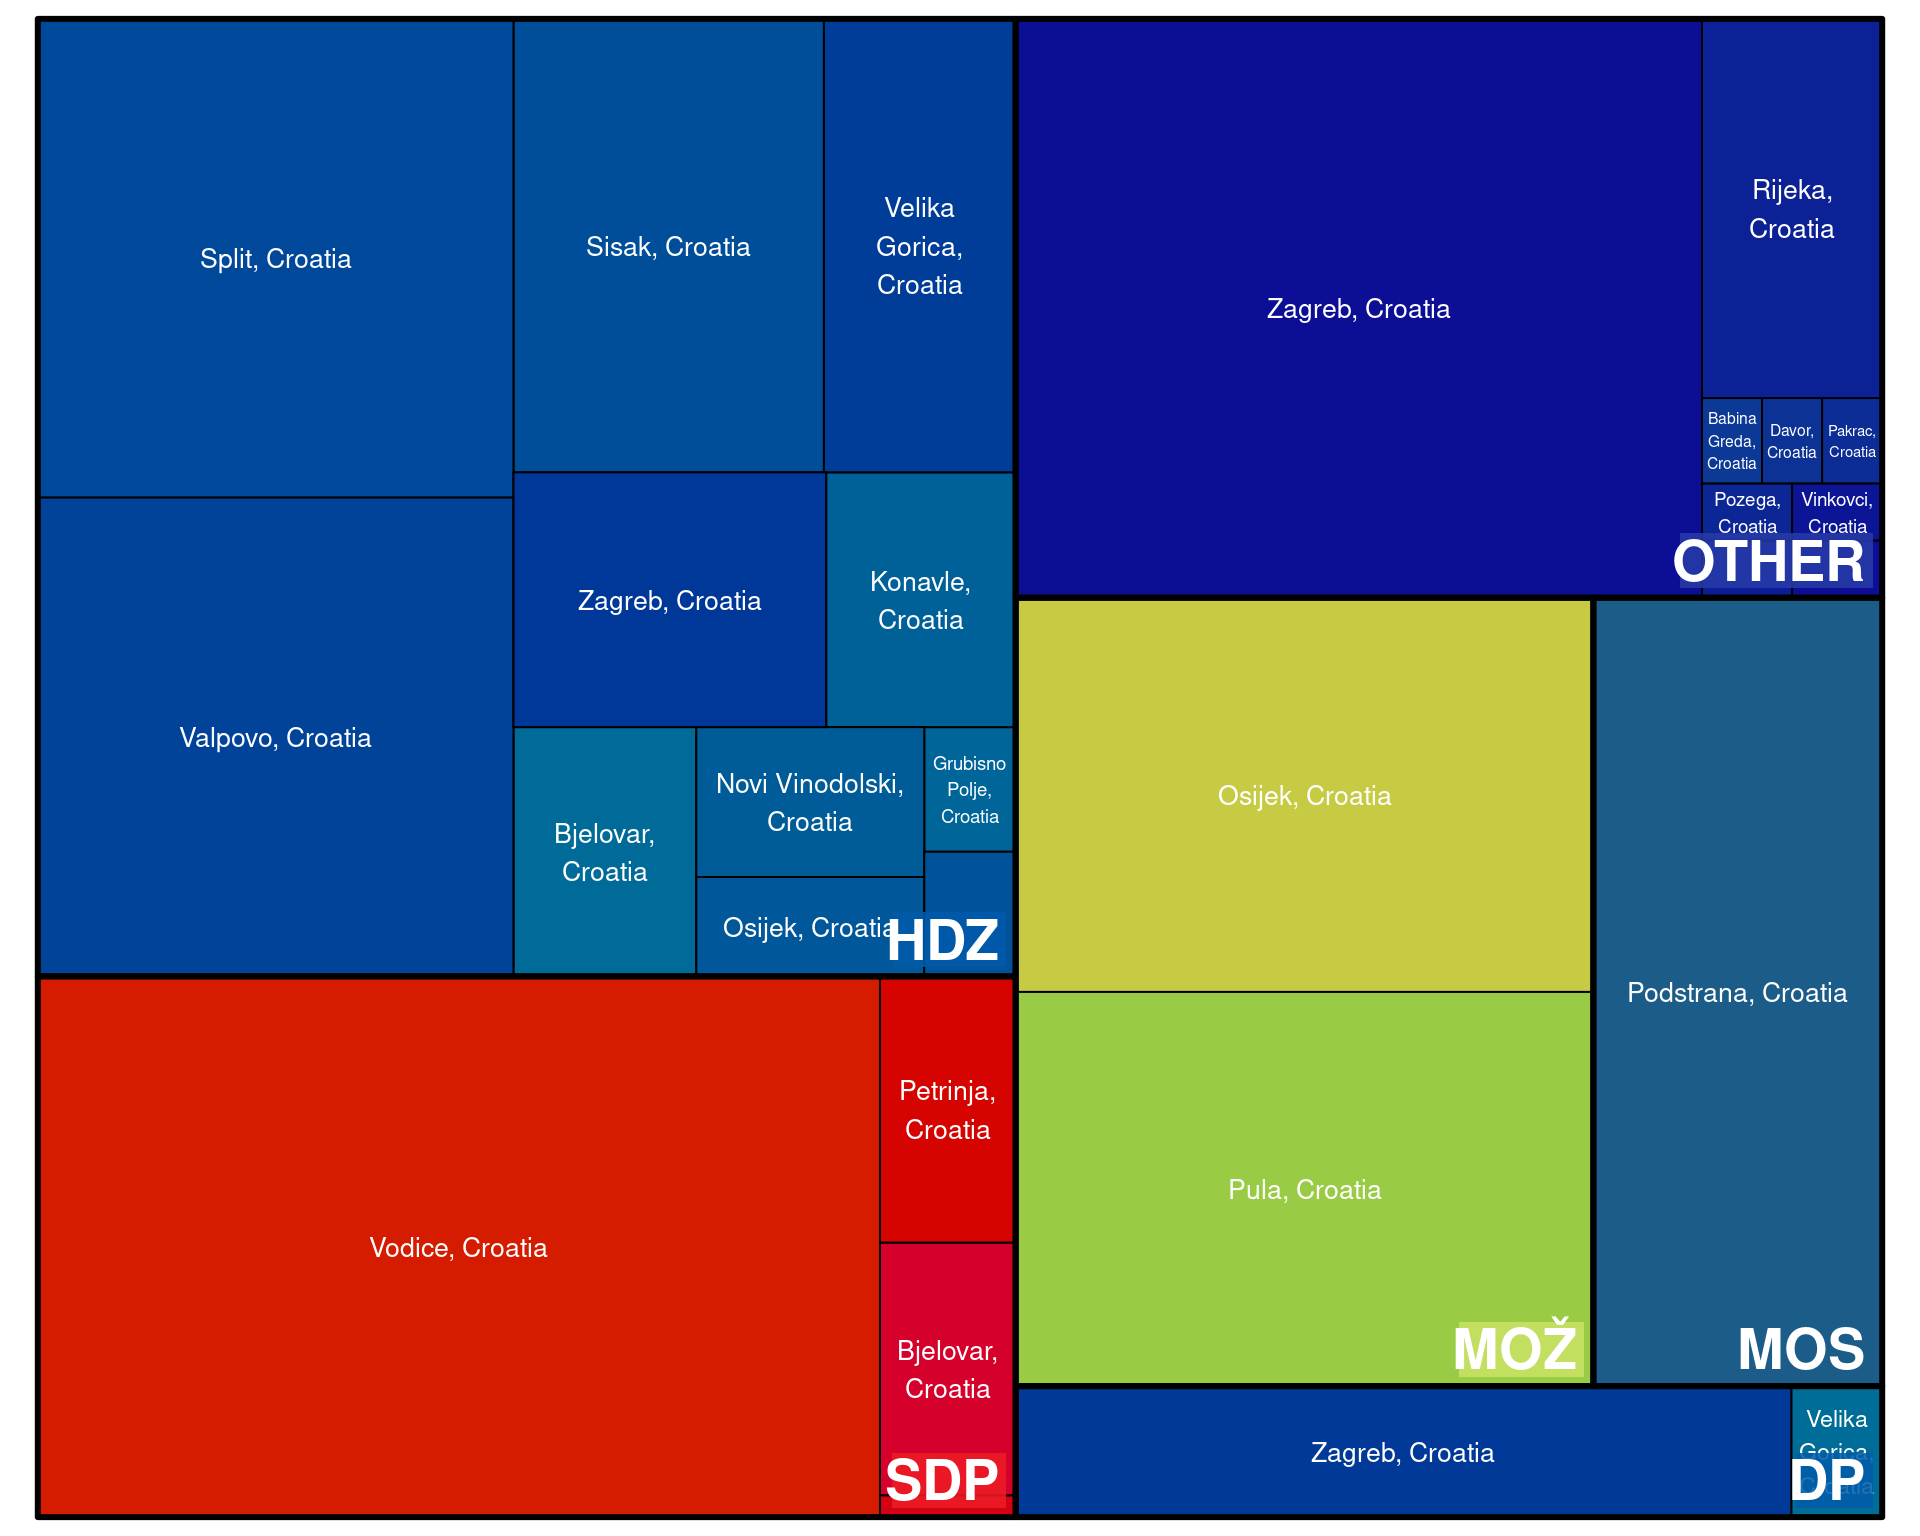 Split, Croatia
Sisak, Croatia
Velika
Gorica,
Croatia
Valpovo, Croatia
Zagreb, Croatia
Konavle,
Croatia
Bjelovar,
Croatia
Novi Vinodolski,
Croatia
Grubisno
Polje,
Croatia
Osijek, Croatia
HDZ
Vodice, Croatia
Petrinja,
Croatia
Bjelovar,
Croatia
SDP
Zagreb, Croatia
Rijeka,
Croatia
Babina
Greda,
Croatia
Davor,
Croatia
Pakrac,
Croatia
Pozega,
Croatia
Vinkovci,
Croatia
OTHER
Osijek, Croatia
Pula, Croatia
MOŽ
Podstrana, Croatia
MOS
Zagreb, Croatia
Velika
Gorica,
Croatia
DP